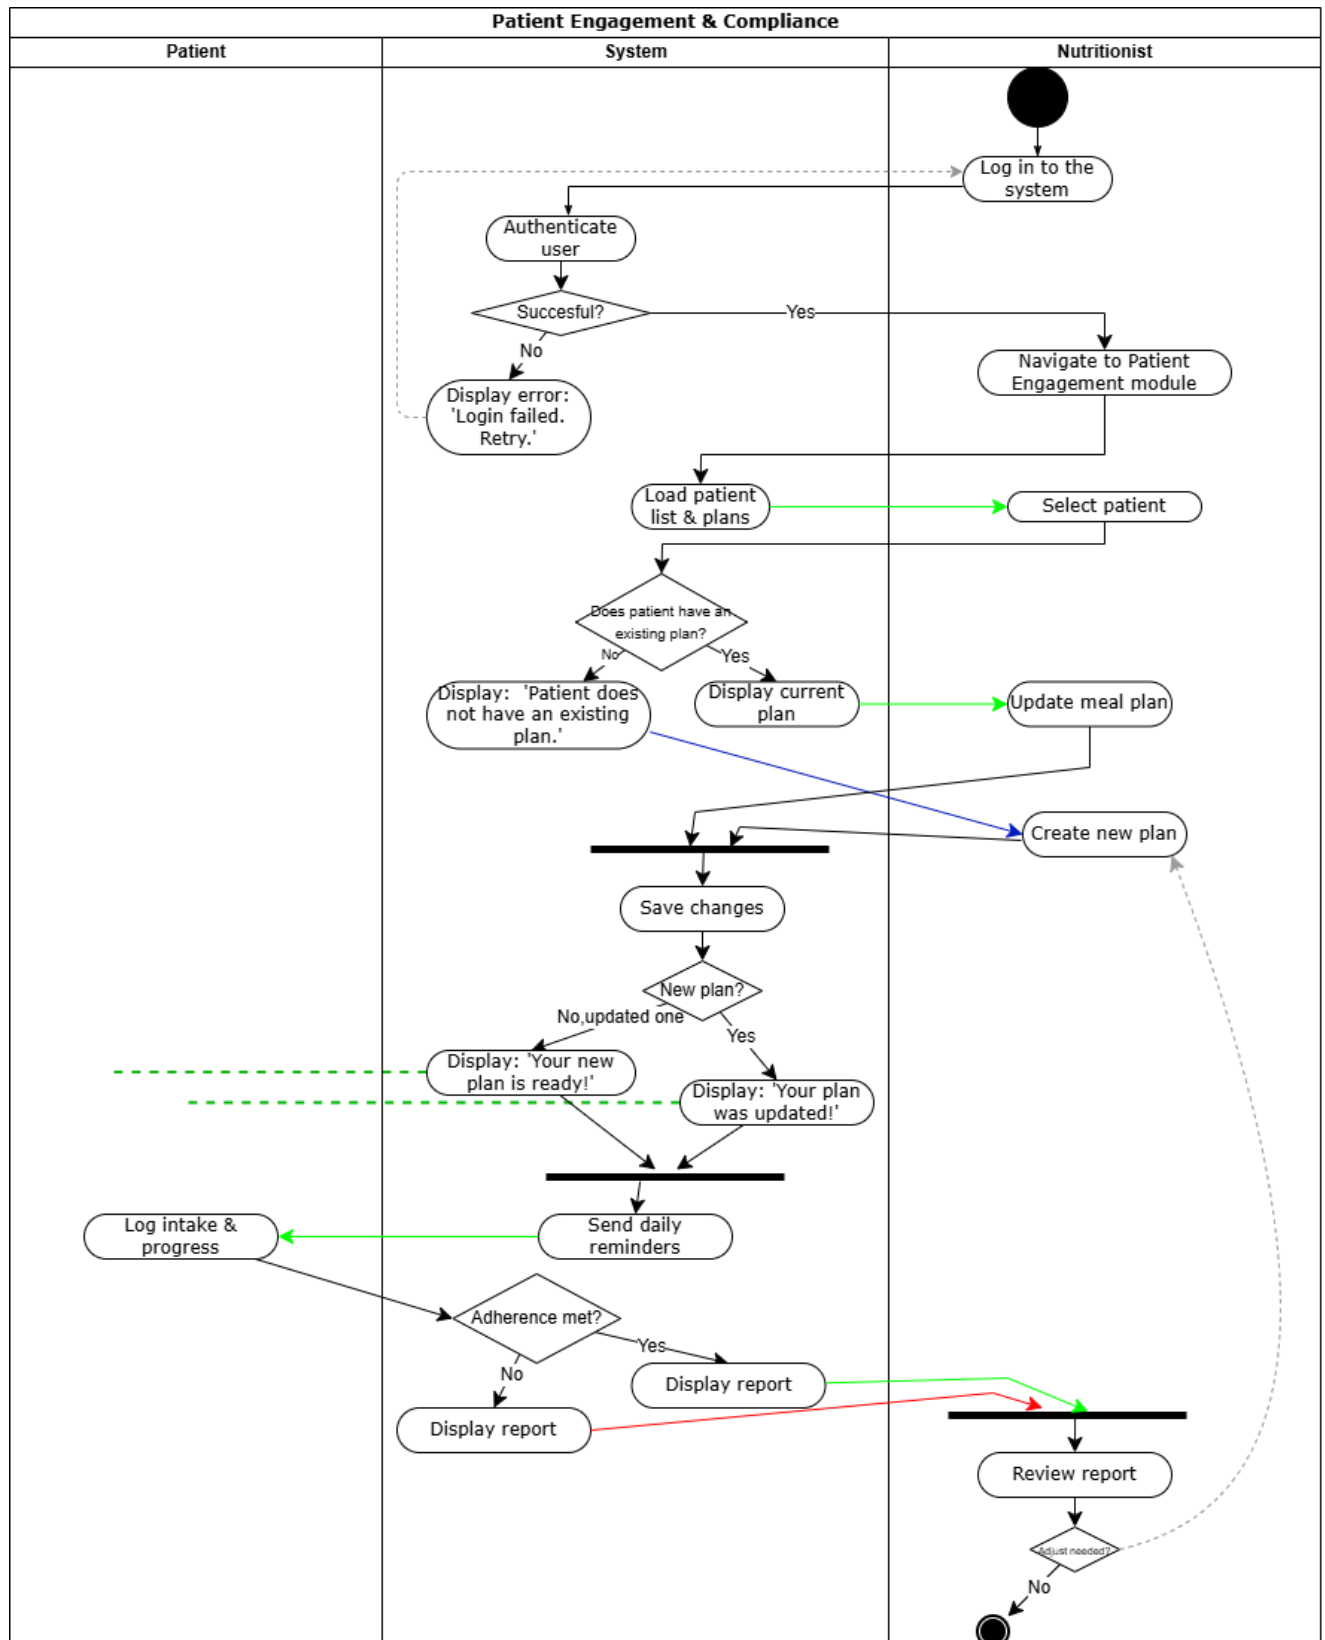 Patient Engagement & Compliance
Patient
System
Nutritionist
Log in to the
system
Authenticate
user
Succesful?
Yes
No
Navigate to Patient
Engagement module
Display error:
'Login failed.
Retry.'
Load patient
list & plans
Select patient
Does patient have an
existing plan?
No
Yes
Display:  'Patient does
not have an existing
plan.'
Display current
plan
Update meal plan
Create new plan
Save changes
New plan?
No,updated one
Yes
Display: 'Your new
plan is ready!'
Display: 'Your plan
was updated!'
Log intake &
progress
Send daily
reminders
Adherence met?
Yes
No
Display report
Display report
Review report
Adjust needed?
No